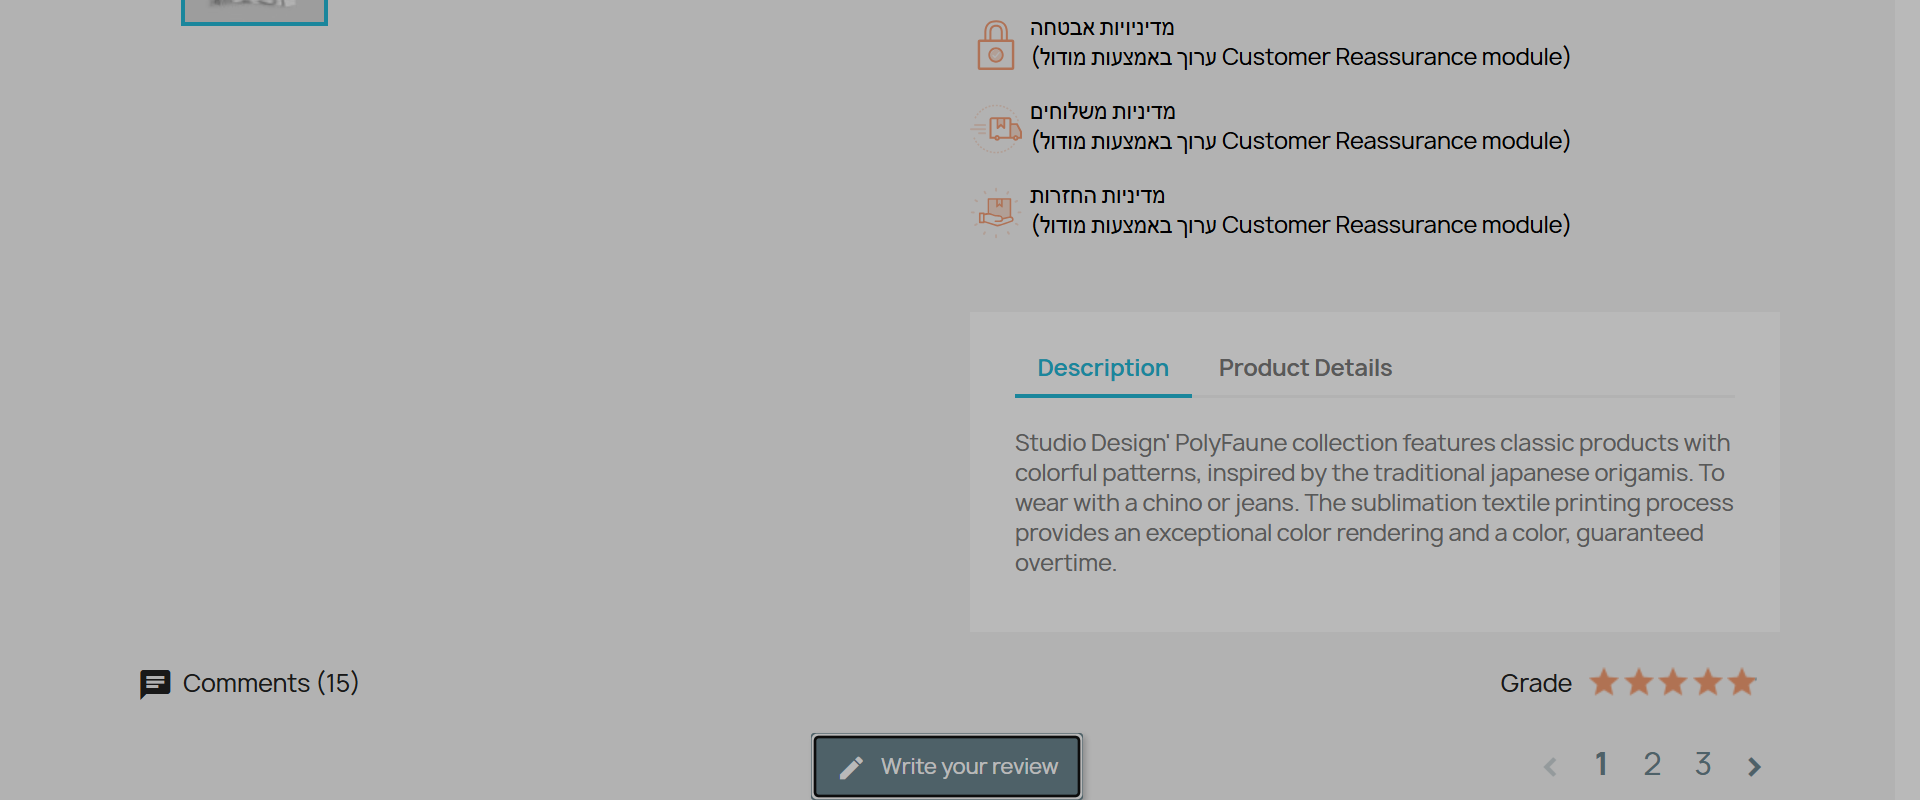 מדיניויות אבטחה
(ערוך באמצעות מודול Customer Reassurance module)
מדיניות משלוחים
(ערוך באמצעות מודול Customer Reassurance module)
מדיניות החזרות
(ערוך באמצעות מודול Customer Reassurance module)
Description Product Details
Studio Design' PolyFaune collection features classic products with
colorful patterns, inspired by the traditional japanese origamis. To
wear with a chino or jeans. The sublimation textile printing process
provides an exceptional color rendering and a color, guaranteed
overtime.
Comments (15) Grade
Write your review 1 2 3